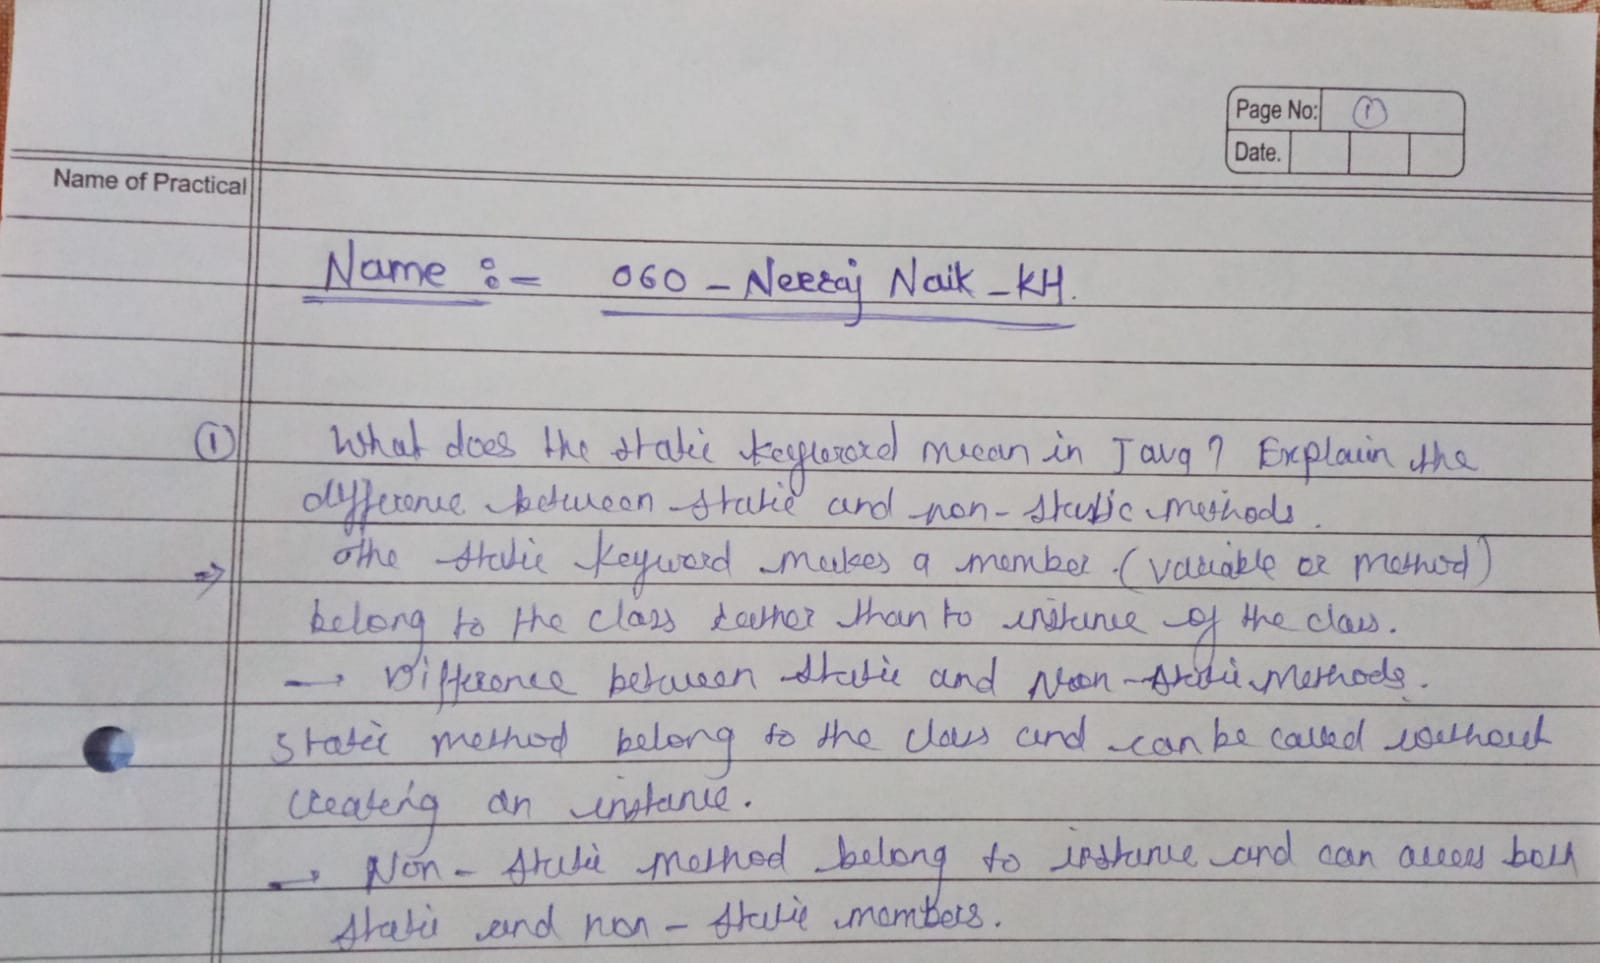 Page No: 1
Date.
Name of Practical
Name :- 060 - Neeraj Naik - KH.
① What does the static keyword mean in Java? Explain the
difference between static and non-static methods.
⇒ The static keyword makes a member (variable or method)
belong to the class rather than to instance of the class.
→ Difference between static and Non-static Methods.
Static method belong to the class and can be called without
creating an instance.
→ Non-static method belong to instance and can access both
static and non-static members.